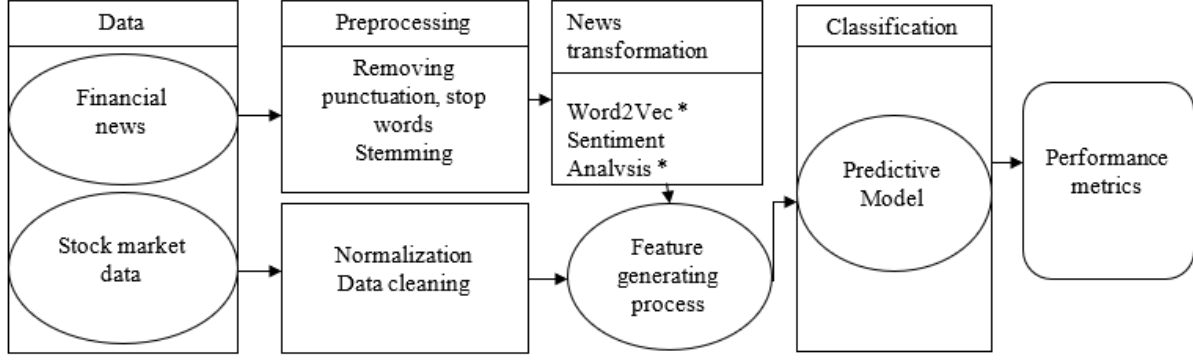 Data
Financial
news
Stock market
data
Preprocessing
Removing
punctuation, stop
words
Stemming
Normalization
Data cleaning
News
transformation
Word2Vec *
Sentiment
Analysis *
Feature
generating
process
Classification
Predictive
Model
Performance
metrics